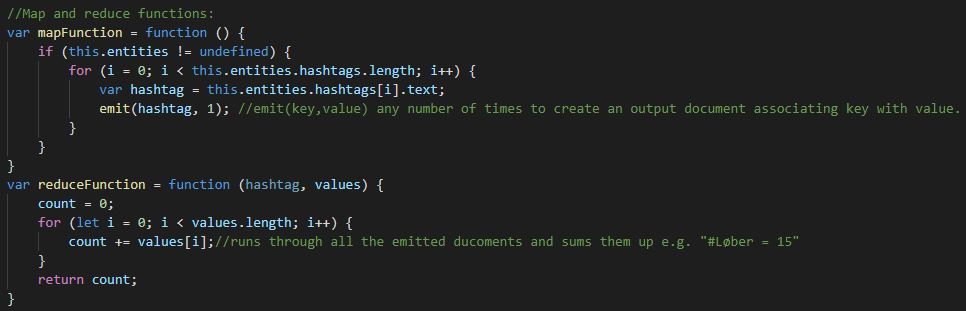 //Map and reduce functions:
var mapFunction = function () {
    if (this.entities != undefined) {
        for (i = 0; i < this.entities.hashtags.length; i++) {
            var hashtag = this.entities.hashtags[i].text;
            emit(hashtag, 1); //emit(key,value) any number of times to create an output document associating key with value.
        }
    }
}
var reduceFunction = function (hashtag, values) {
    count = 0;
    for (let i = 0; i < values.length; i++) {
        count += values[i];//runs through all the emitted ducoments and sums them up e.g. "#Løber = 15"
    }
    return count;
}